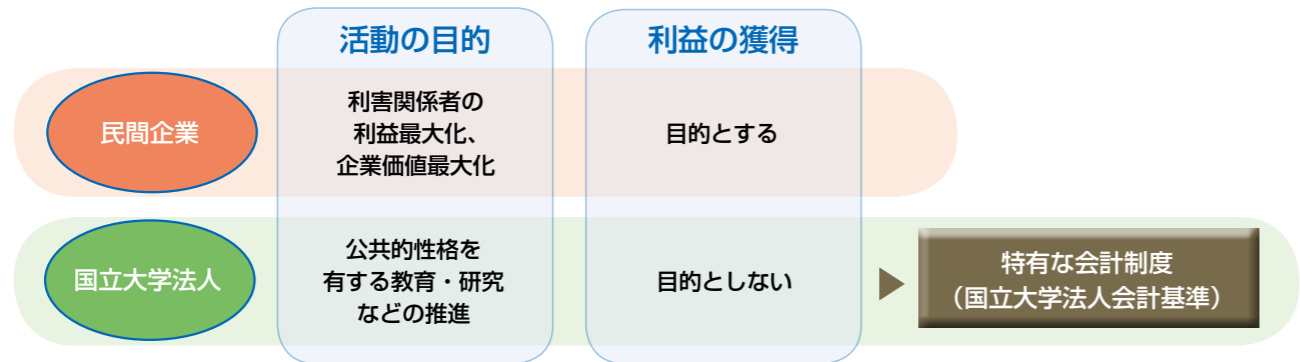 活動の目的
利益の獲得
民間企業
利害関係者の
利益最大化、
企業価値最大化
目的とする
国立大学法人
公共的性格を
有する教育・研究
などの推進
目的としない
特有な会計制度
(国立大学法人会計基準)